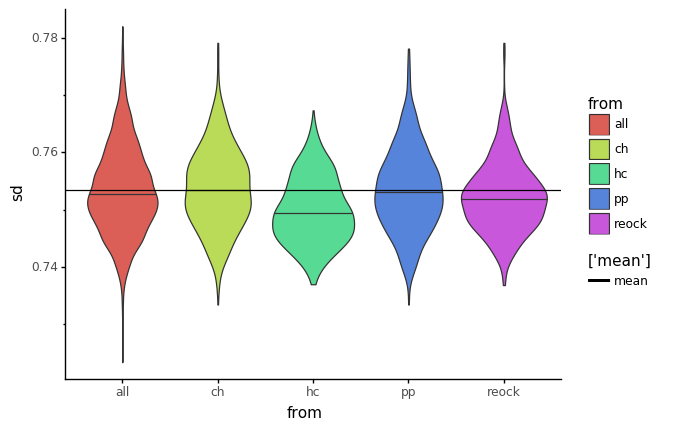 0.78
0.76
0.74
sd
all
ch
hc
pp
reock
from
from
all
ch
hc
pp
reock
['mean']
mean